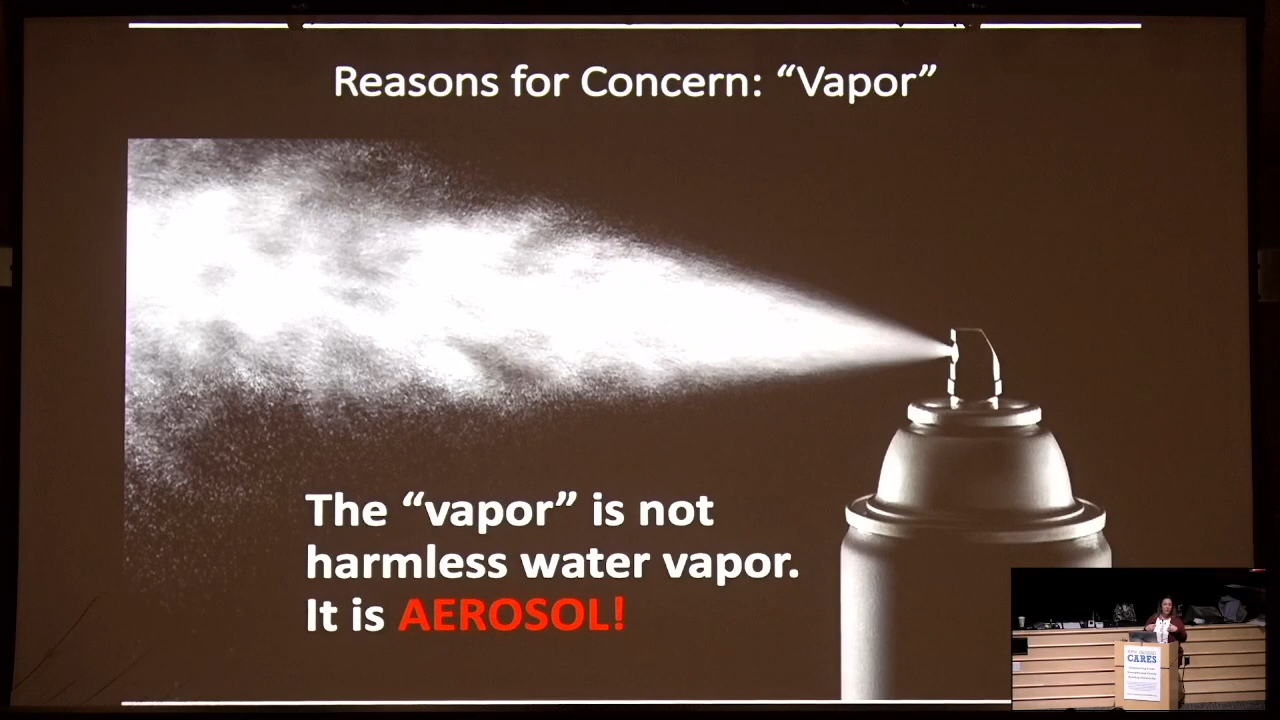 Reasons for Concern: “Vapor”
The “vapor” is not
harmless water vapor.
It is AEROSOL!
CARES